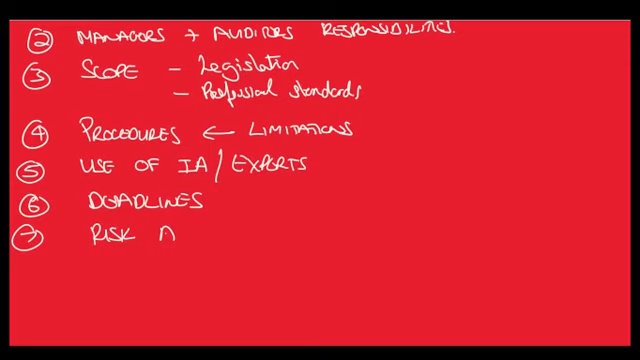 ② MANAGERS + AUDITORS RESPONSIBILITIES.
③ SCOPE - Legislation
- Professional standards
④ PROCEDURES ← LIMITATIONS
⑤ USE OF IA / EXPERTS
⑥ DEADLINES
⑦ RISK